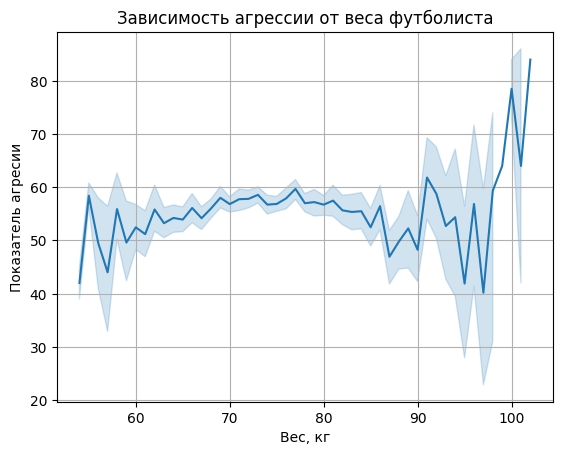 Зависимость агрессии от веса футболиста
Показатель агресии
80
70
60
50
40
30
20
60 70 80 90 100
Вес, кг